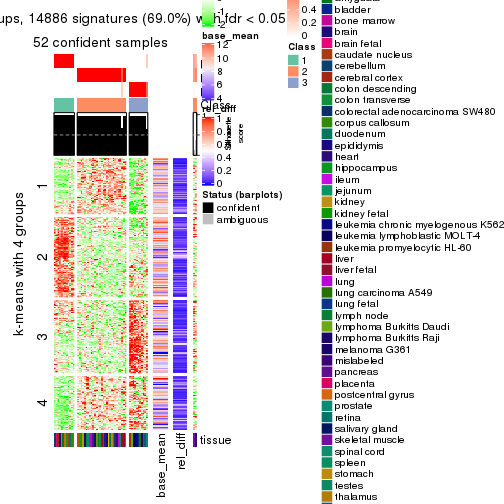 ups, 14886 signatures (69.0%) with fdr < 0.05
52 confident samples
k-means with 4 groups
1
2
3
4
base_mean
rel_diff
tissue
0.4
0.2
0
-2
base_mean
12
10
8
6
4
Class
1
2
3
Class
rel_diff
1
0.8
0.6
0.4
0.2
0
Silhouette
score
Status (barplots)
confident
ambiguous
bladder
bone marrow
brain
brain fetal
caudate nucleus
cerebellum
cerebral cortex
colon descending
colon transverse
colorectal adenocarcinoma SW480
corpus callosum
duodenum
epididymis
heart
hippocampus
ileum
jejunum
kidney
kidney fetal
leukemia chronic myelogenous K562
leukemia lymphoblastic MOLT-4
leukemia promyelocytic HL-60
liver
liver fetal
lung
lung carcinoma A549
lung fetal
lymph node
lymphoma Burkitts Daudi
lymphoma Burkitts Raji
melanoma G361
mislabeled
pancreas
placenta
postcentral gyrus
prostate
retina
salivary gland
skeletal muscle
spinal cord
spleen
stomach
testes
thalamus